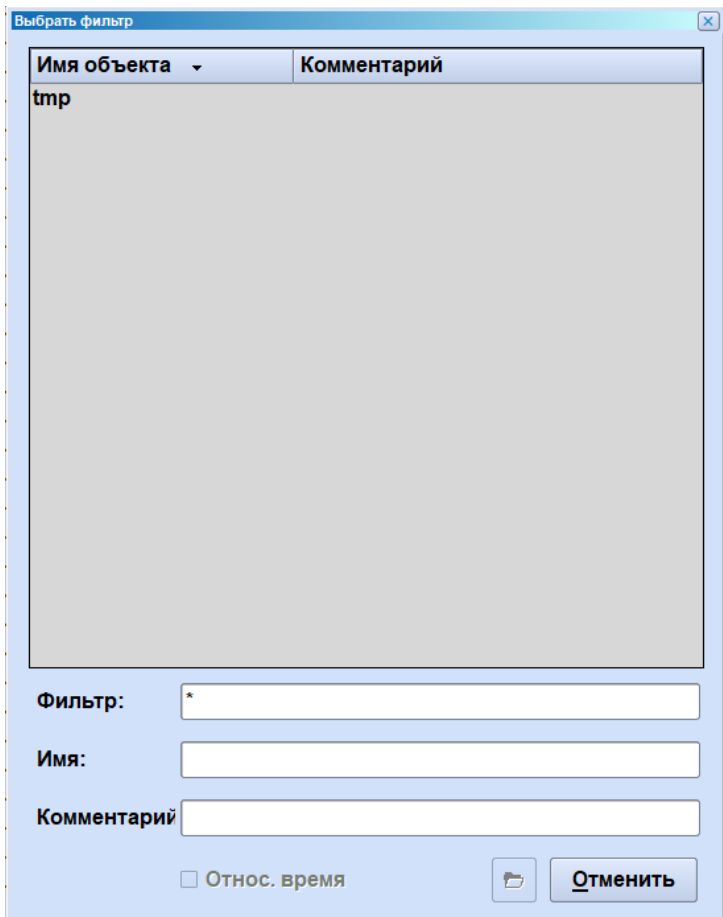 Выбрать фильтр
Имя объекта Комментарий
tmp
Фильтр: *
Имя:
Комментарий
Относ. время Отменить